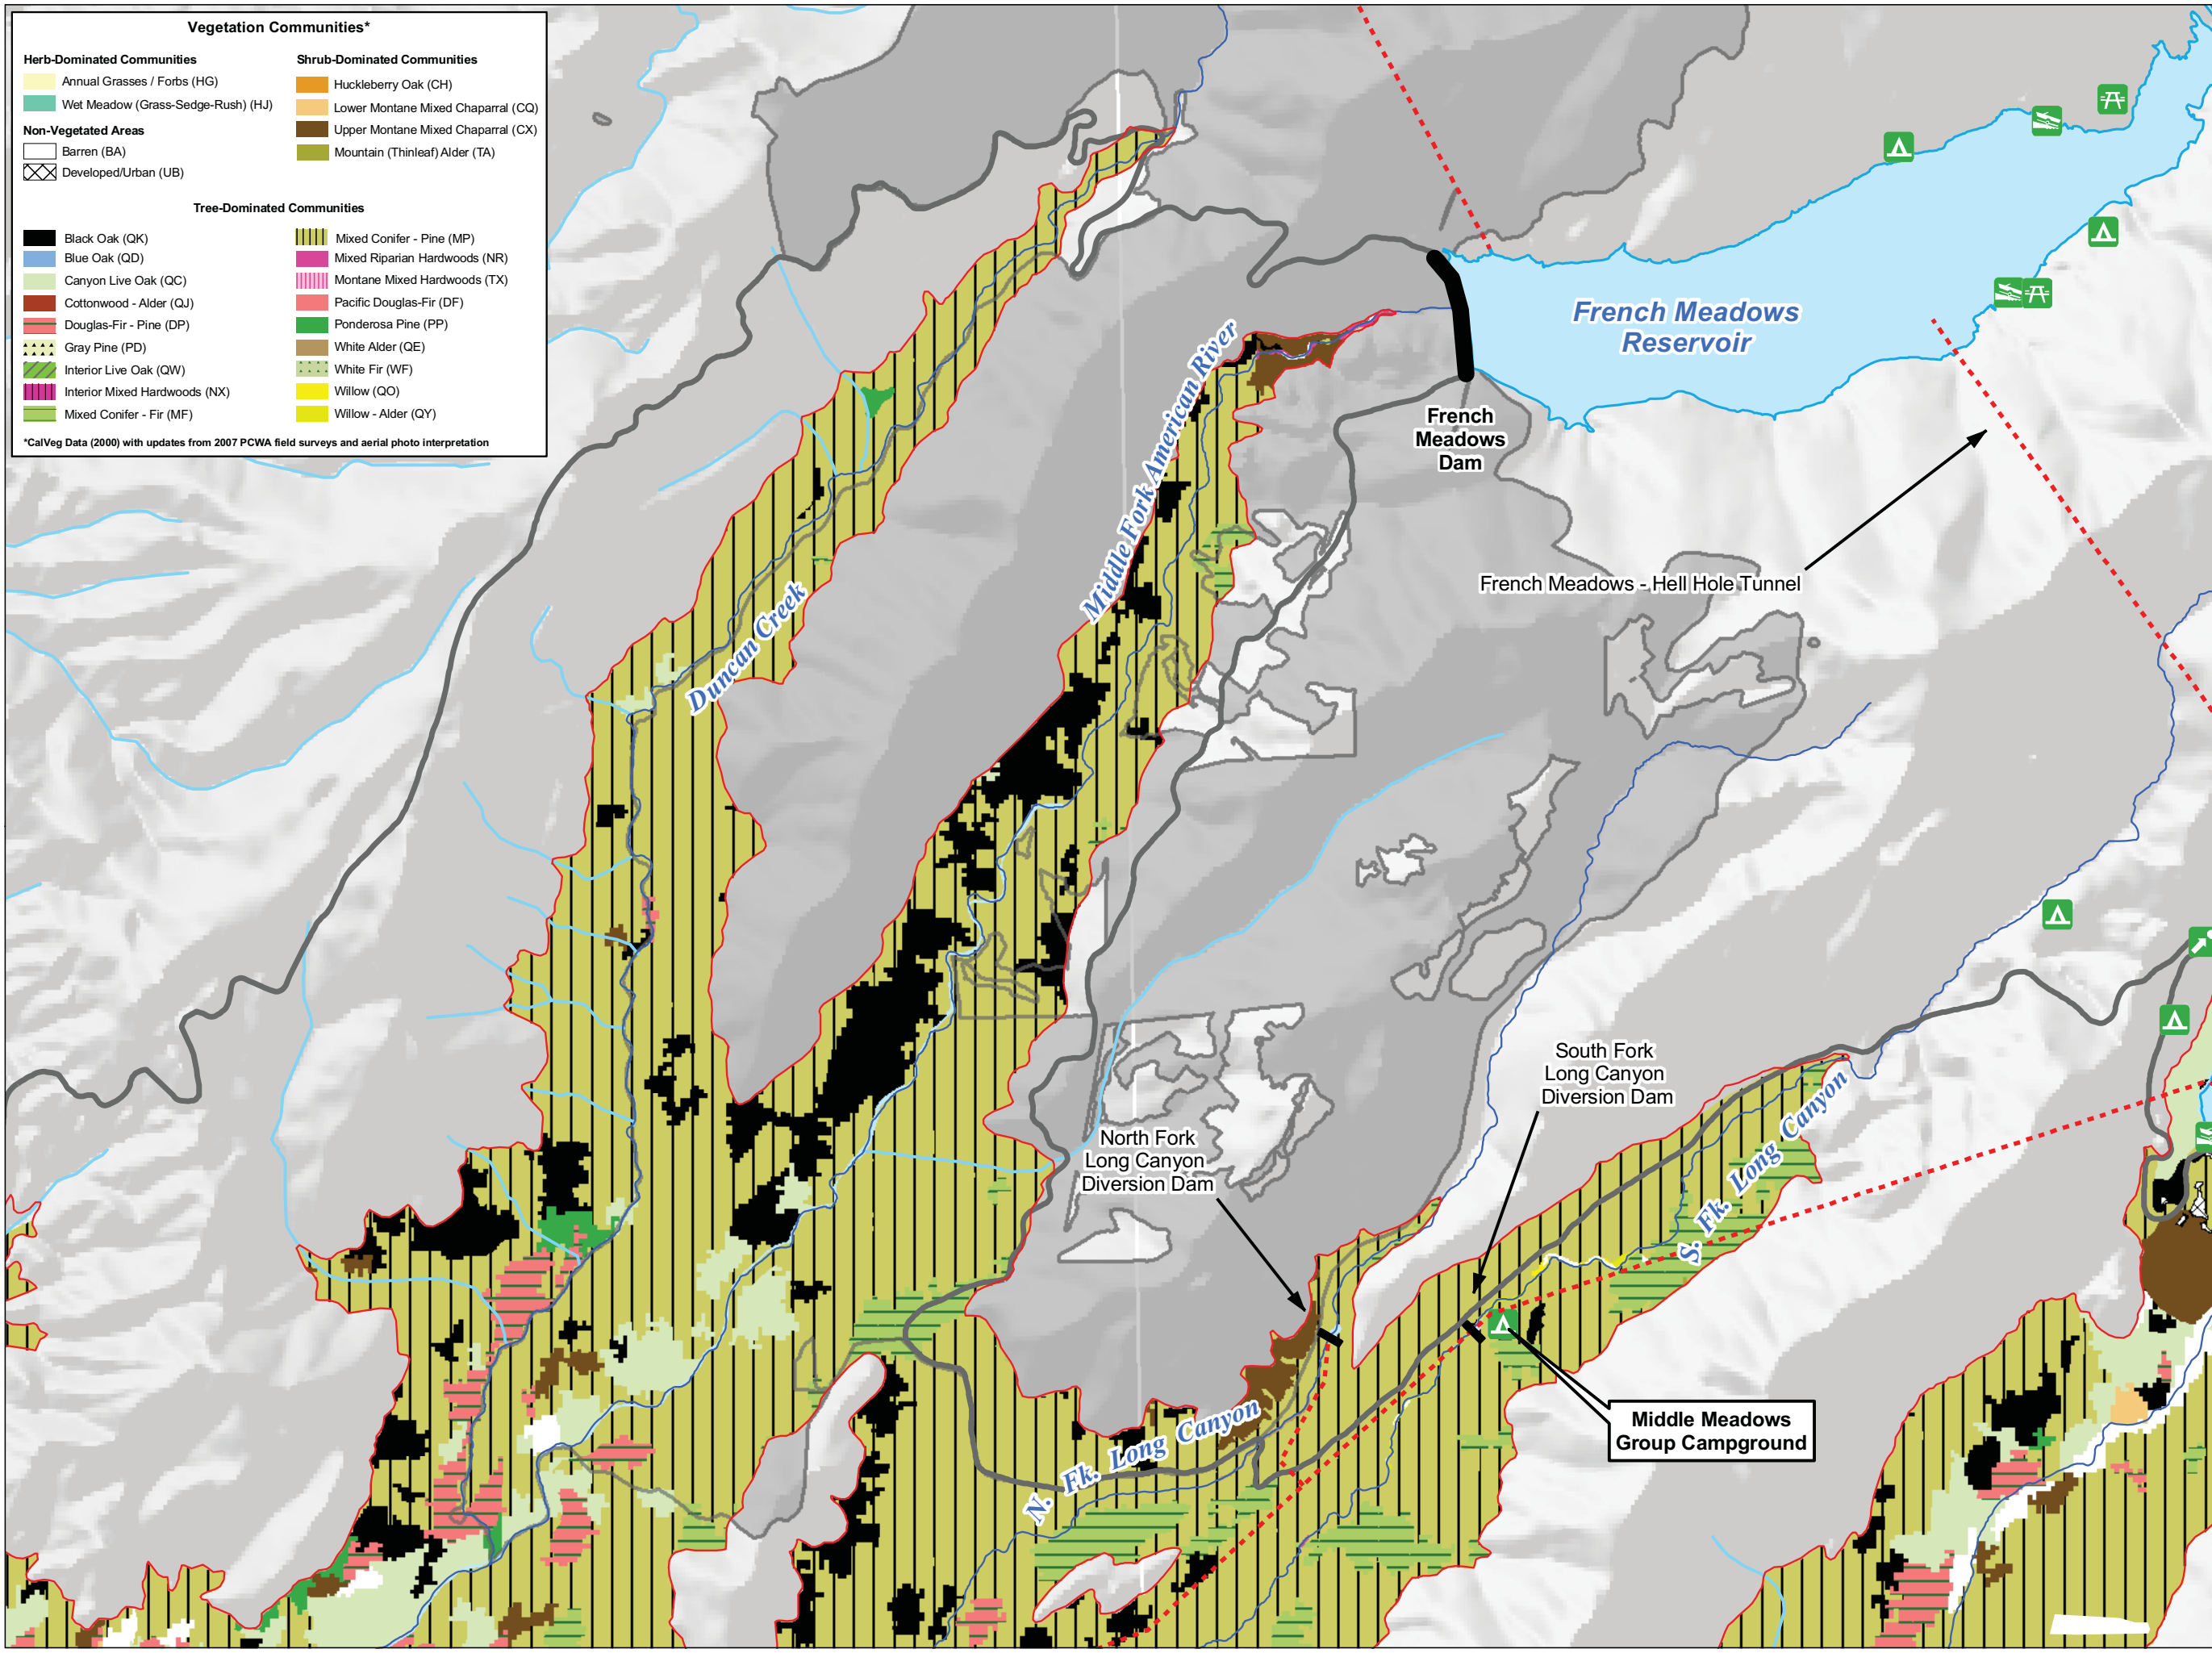 Vegetation Communities*
Herb-Dominated Communities
Annual Grasses / Forbs (HG)
Wet Meadow (Grass-Sedge-Rush) (HJ)
Non-Vegetated Areas
Barren (BA)
Developed/Urban (UB)
Shrub-Dominated Communities
Huckleberry Oak (CH)
Lower Montane Mixed Chaparral (CQ)
Upper Montane Mixed Chaparral (CX)
Mountain (Thinleaf) Alder (TA)
Tree-Dominated Communities
Black Oak (QK)
Blue Oak (QD)
Canyon Live Oak (QC)
Cottonwood - Alder (QJ)
Douglas-Fir - Pine (DP)
Gray Pine (PD)
Interior Live Oak (QW)
Interior Mixed Hardwoods (NX)
Mixed Conifer - Fir (MF)
Mixed Conifer - Pine (MP)
Mixed Riparian Hardwoods (NR)
Montane Mixed Hardwoods (TX)
Pacific Douglas-Fir (DF)
Ponderosa Pine (PP)
White Alder (QE)
White Fir (WF)
Willow (QO)
Willow - Alder (QY)
*CalVeg Data (2000) with updates from 2007 PCWA field surveys and aerial photo interpretation
French Meadows
Reservoir
French
Meadows
Dam
Middle Fork American River
French Meadows - Hell Hole Tunnel
Duncan Creek
South Fork
Long Canyon
Diversion Dam
North Fork
Long Canyon
Diversion Dam
S. Fk. Long Canyon
Middle Meadows
Group Campground
N. Fk. Long Canyon